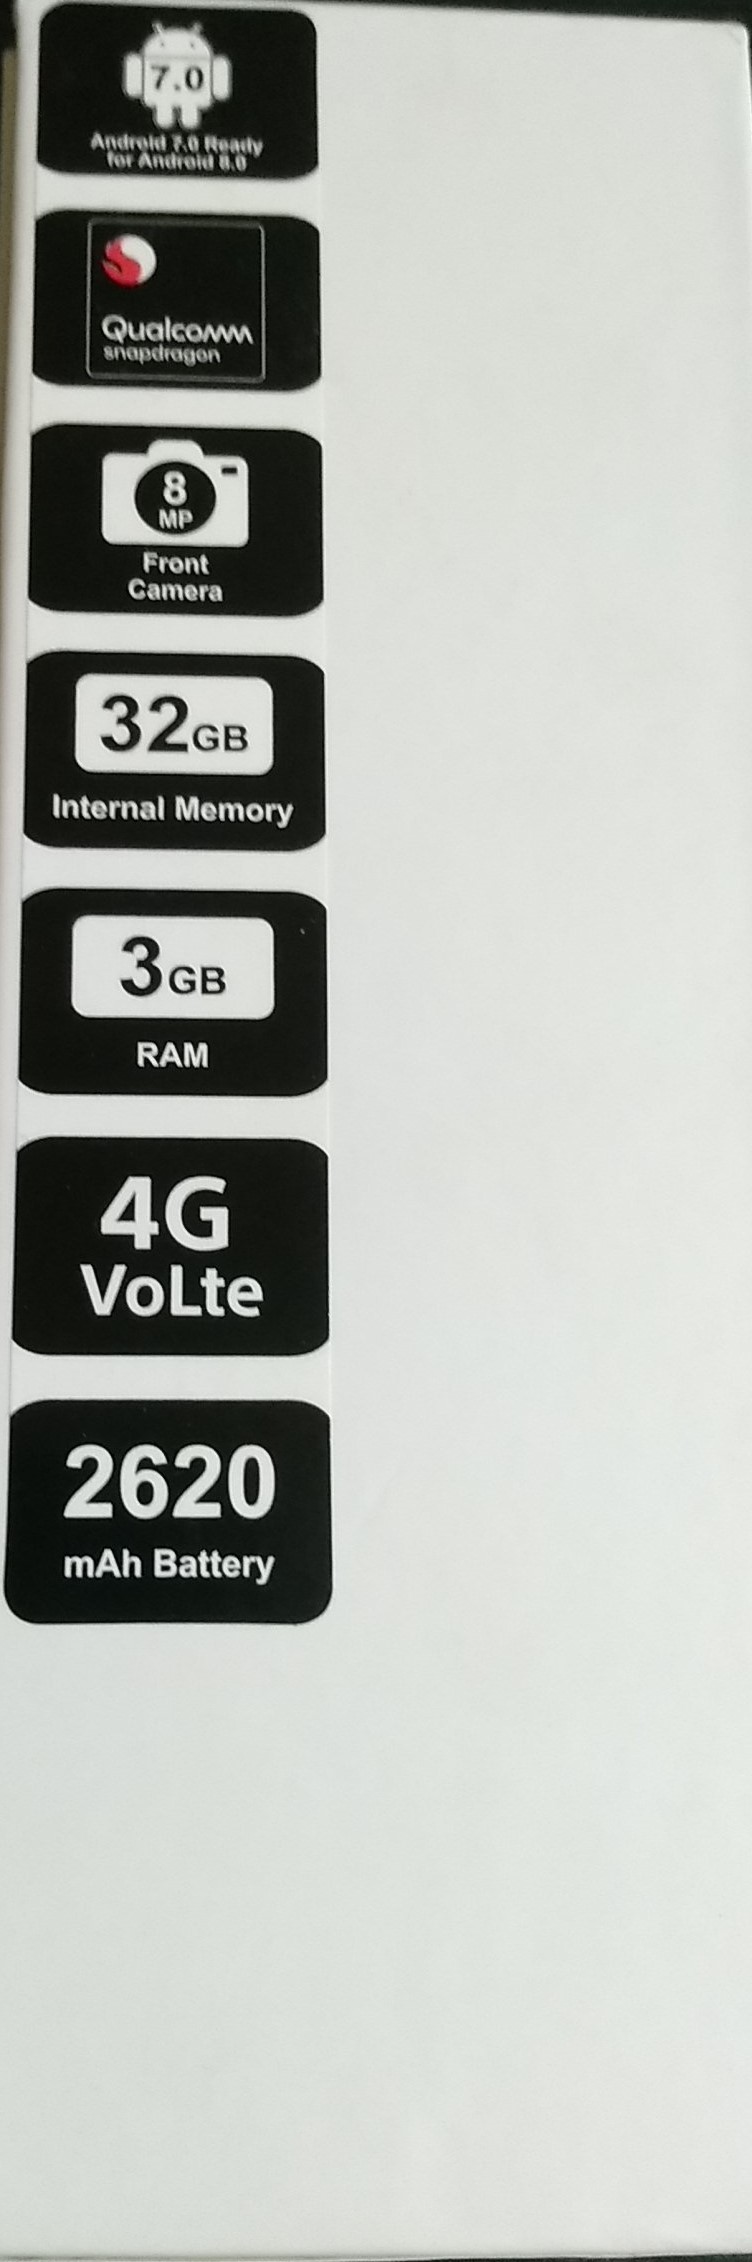 7.0
Android 7.0 Ready
for Android 8.0
Qualcomm
snapdragon
8
MP
Front
Camera
32GB
Internal Memory
3GB
RAM
4G
VoLte
2620
mAh Battery